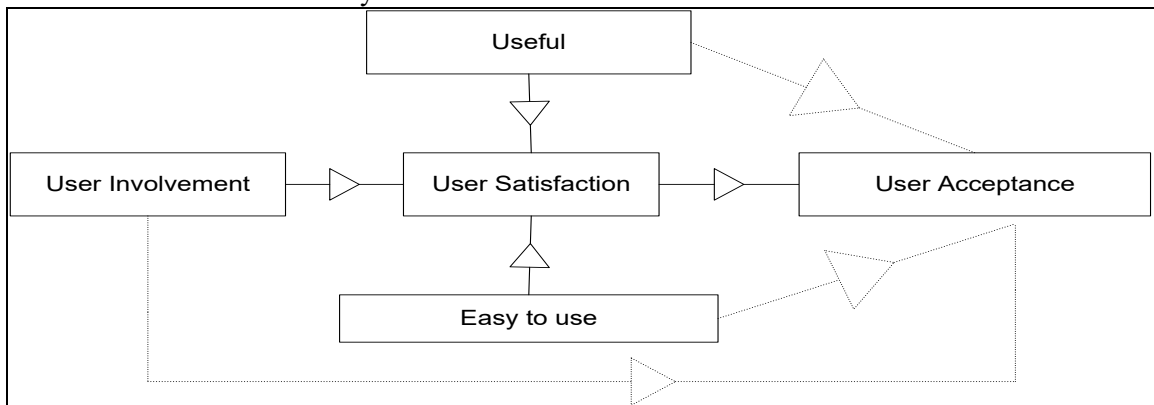 Useful
User Involvement
User Satisfaction
User Acceptance
Easy to use